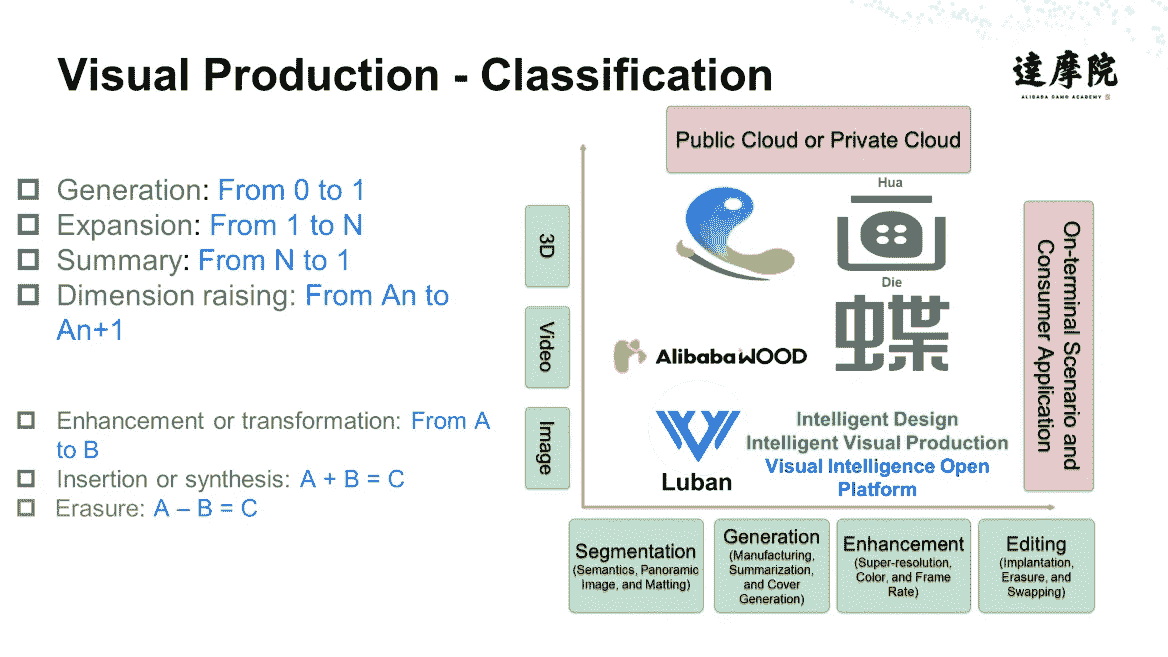 Visual Production - Classification
達摩院
ALIBABA DAMO ACADEMY
Generation: From 0 to 1
Expansion: From 1 to N
Summary: From N to 1
Dimension raising: From An to
An+1
Enhancement or transformation: From A
to B
Insertion or synthesis: A + B = C
Erasure: A – B = C
Public Cloud or Private Cloud
3D
Video
Image
Hua
画
Die
蝶
AlibabaWOOD
Luban
Intelligent Design
Intelligent Visual Production
Visual Intelligence Open
Platform
On-terminal Scenario and
Consumer Application
Segmentation
(Semantics, Panoramic
Image, and Matting)
Generation
(Manufacturing,
Summarization,
and Cover
Generation)
Enhancement
(Super-resolution,
Color, and Frame
Rate)
Editing
(Implantation,
Erasure, and
Swapping)